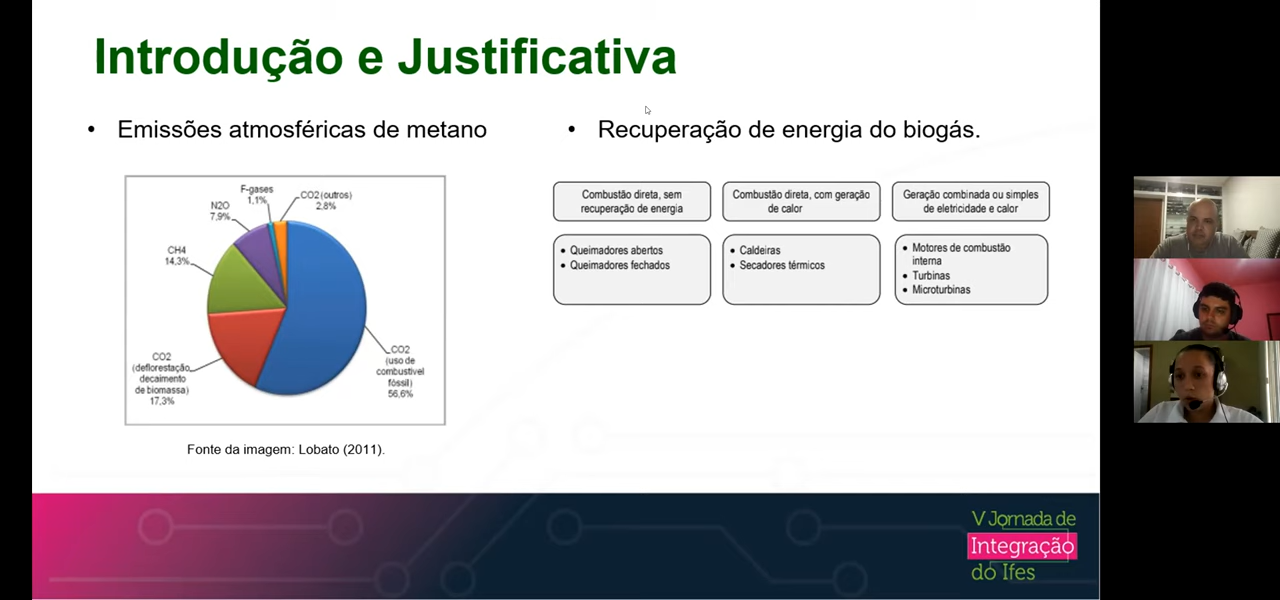 Introdução e Justificativa
• Emissões atmosféricas de metano
F-gases
1,1%
CO2 (outros)
2,8%
N2O
7,9%
CH4
14,3%
CO2
(deflorestação,
decaimento
de biomassa)
17,3%
CO2
(uso de
combustível
fóssil)
56,6%
Fonte da imagem: Lobato (2011).
• Recuperação de energia do biogás.
Combustão direta, sem
recuperação de energia
• Queimadores abertos
• Queimadores fechados
Combustão direta, com geração
de calor
• Caldeiras
• Secadores térmicos
Geração combinada ou simples
de eletricidade e calor
• Motores de combustão
interna
• Turbinas
• Microturbinas
V Jornada de
Integração
do Ifes